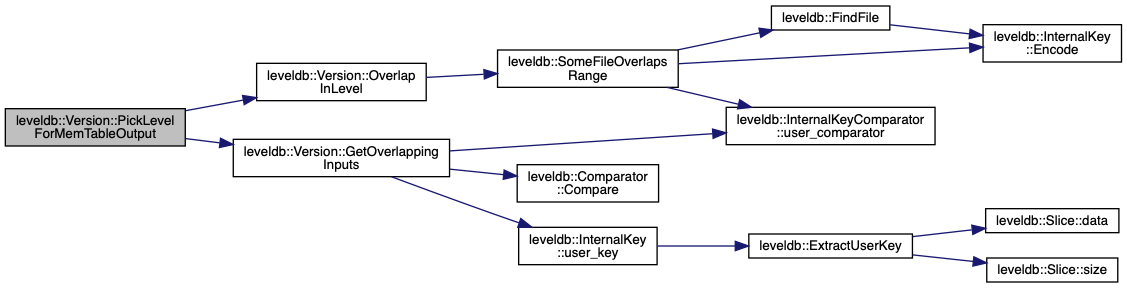 leveldb::Version::PickLevel
ForMemTableOutput
leveldb::Version::Overlap
InLevel
leveldb::SomeFileOverlaps
Range
leveldb::FindFile
leveldb::InternalKey
::Encode
leveldb::InternalKeyComparator
::user_comparator
leveldb::Version::GetOverlapping
Inputs
leveldb::Comparator
::Compare
leveldb::InternalKey
::user_key
leveldb::ExtractUserKey
leveldb::Slice::data
leveldb::Slice::size